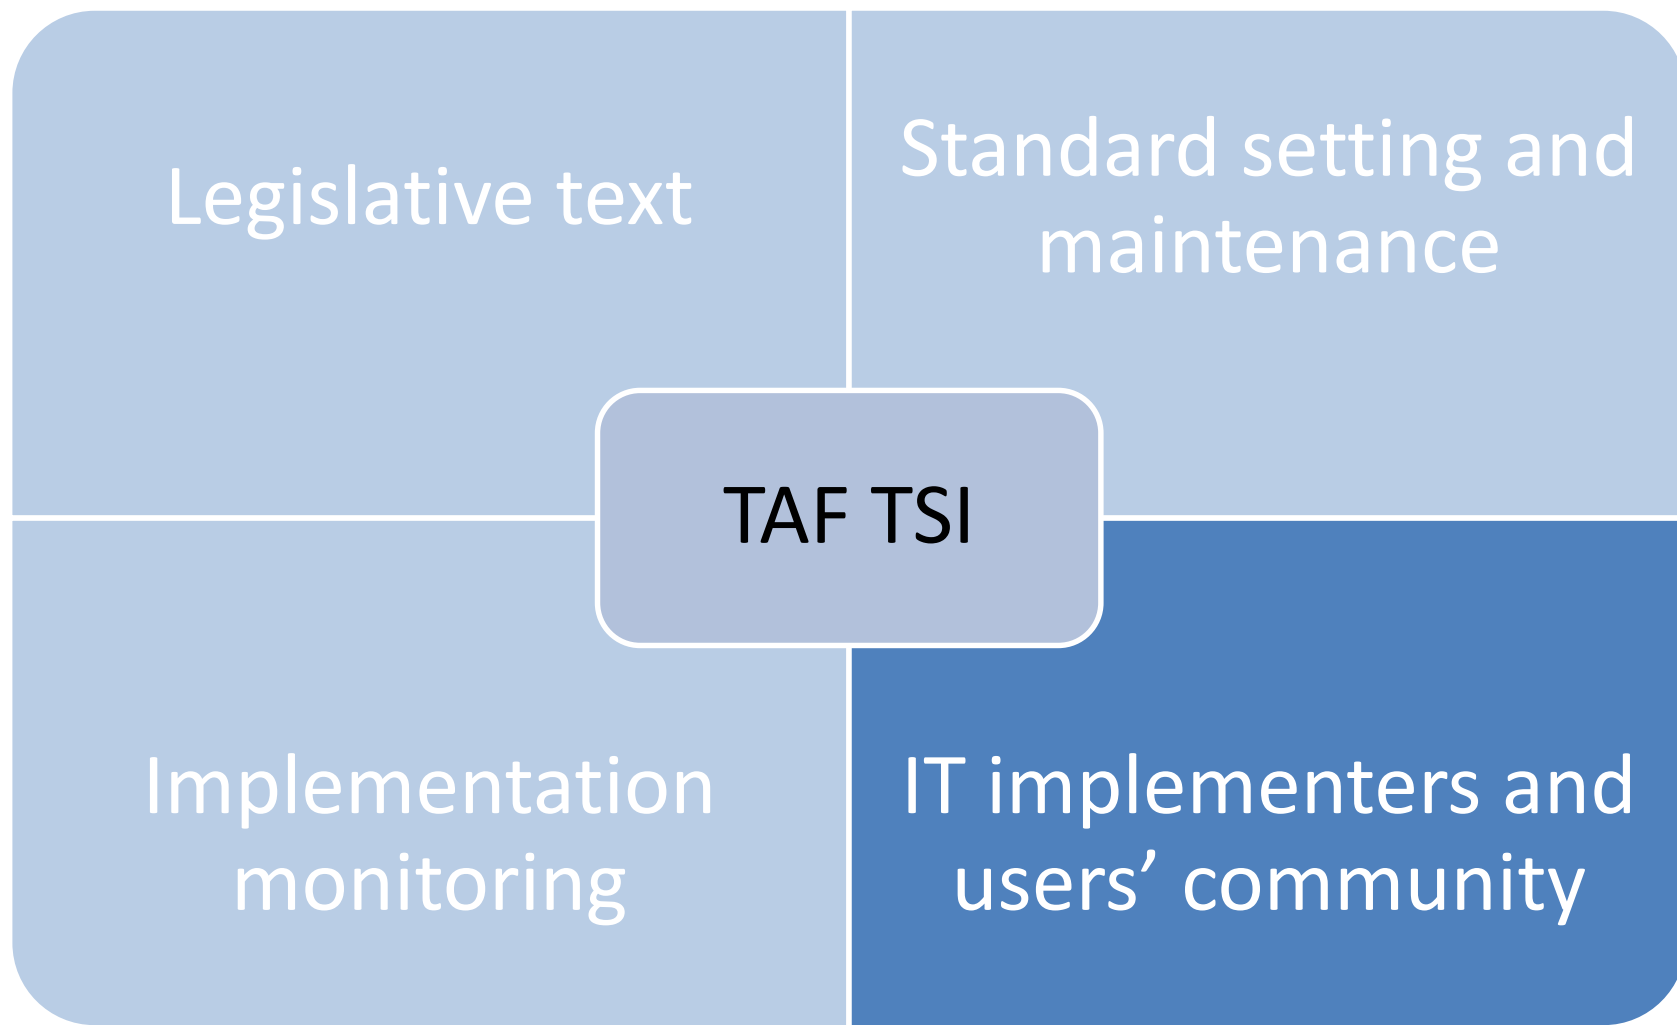 Legislative text
Standard setting and
maintenance
TAF TSI
Implementation
monitoring
IT implementers and
users’ community